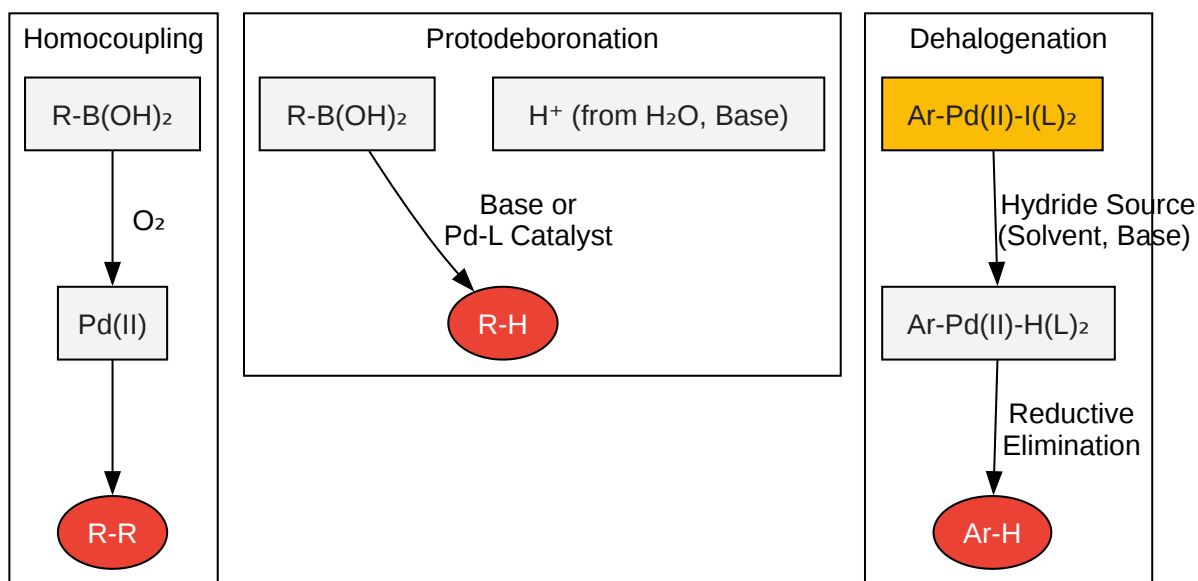 Homocoupling
R-B(OH)₂
O₂
Pd(II)
R-R
Protodeboronation
R-B(OH)₂
H⁺ (from H₂O, Base)
Base or
Pd-L Catalyst
R-H
Dehalogenation
Ar-Pd(II)-I(L)₂
Hydride Source
(Solvent, Base)
Ar-Pd(II)-H(L)₂
Reductive
Elimination
Ar-H